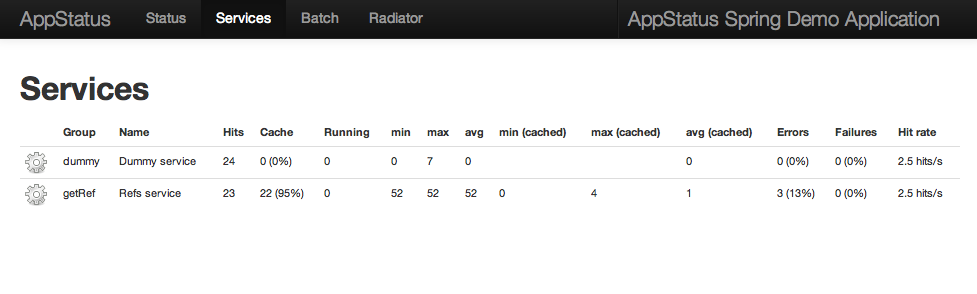 AppStatus Status Services Batch Radiator AppStatus Spring Demo Application
Services
Group Name Hits Cache Running min max avg min (cached) max (cached) avg (cached) Errors Failures Hit rate
dummy Dummy service 24 0 (0%) 0 0 7 0 0 0 (0%) 0 (0%) 2.5 hits/s
getRef Refs service 23 22 (95%) 0 52 52 52 0 4 1 3 (13%) 0 (0%) 2.5 hits/s